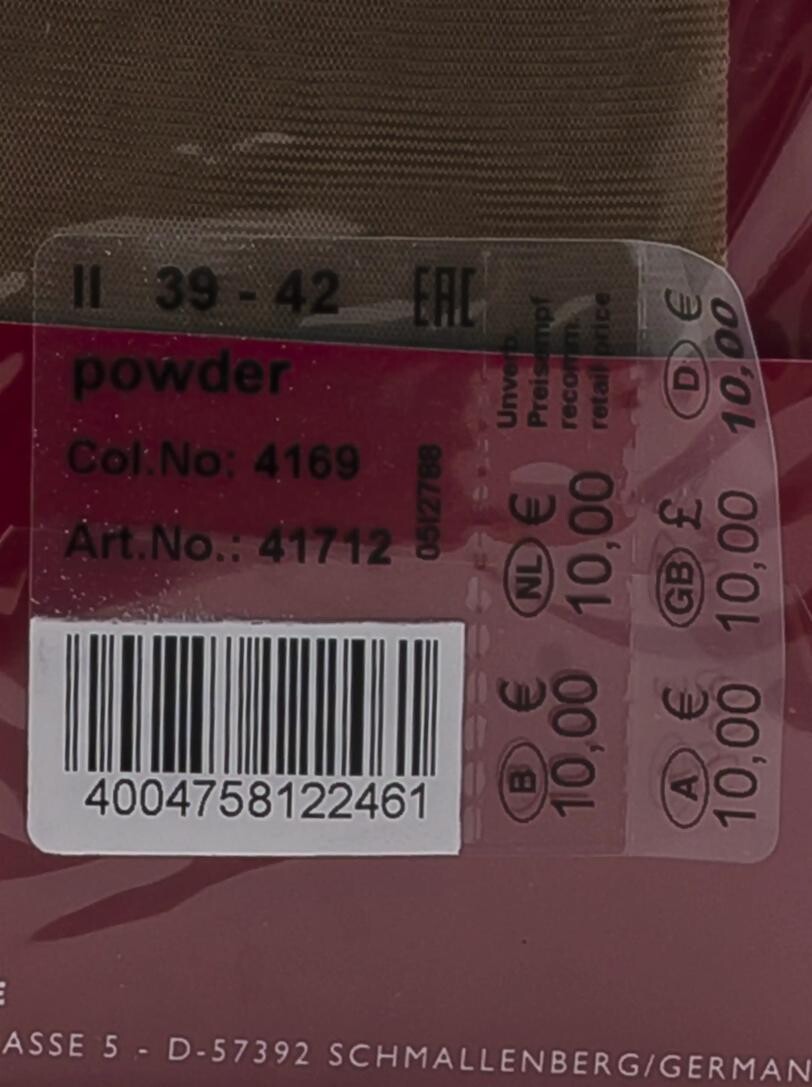 II 39 - 42 EAC
powder
Col.No: 4169
Art.No.: 41712
05I2788
4004758122461
Unverb.
Preisempf
recomm.
retail price
NL €
10,00
B €
10,00
D €
10,00
GB £
10,00
A €
10,00
E
ASSE 5 - D-57392 SCHMALLENBERG/GERMAN